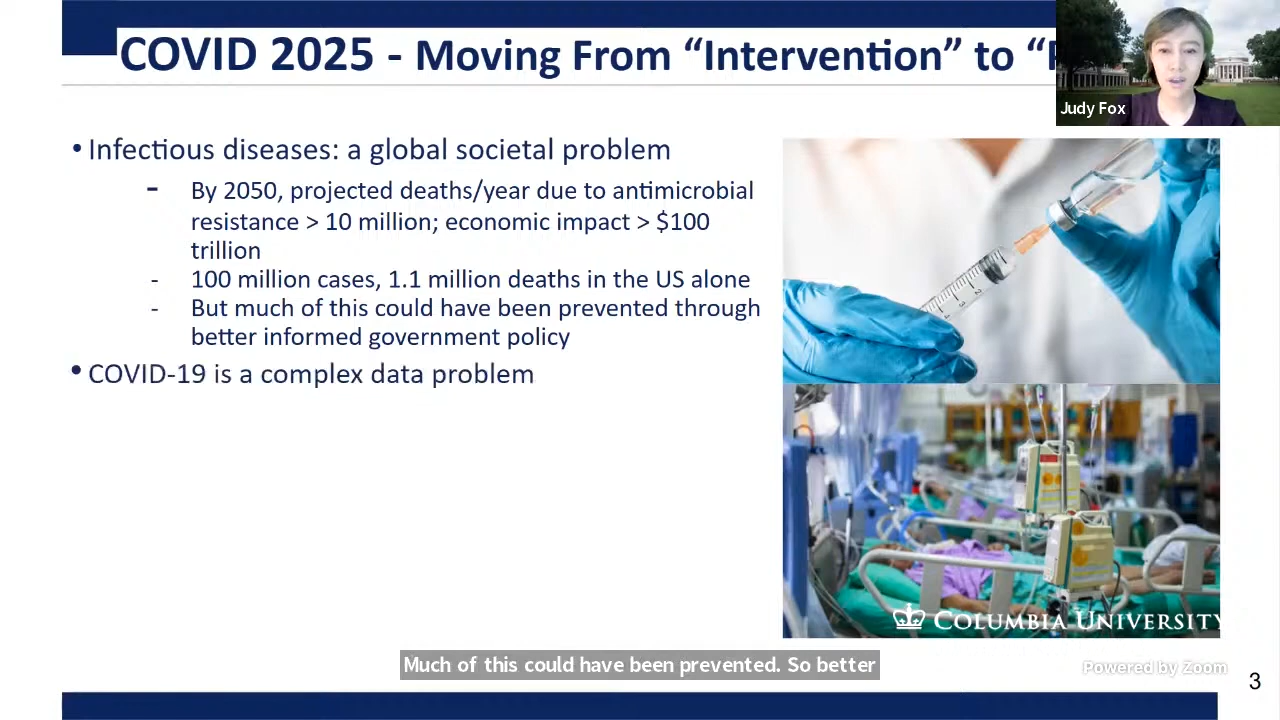 COVID 2025 - Moving From “Intervention” to “
Judy Fox
• Infectious diseases: a global societal problem
- By 2050, projected deaths/year due to antimicrobial
resistance > 10 million; economic impact > $100
trillion
- 100 million cases, 1.1 million deaths in the US alone
- But much of this could have been prevented through
better informed government policy
• COVID-19 is a complex data problem
COLUMBIA UNIVERSITY
Much of this could have been prevented. So better
Powered by Zoom
3